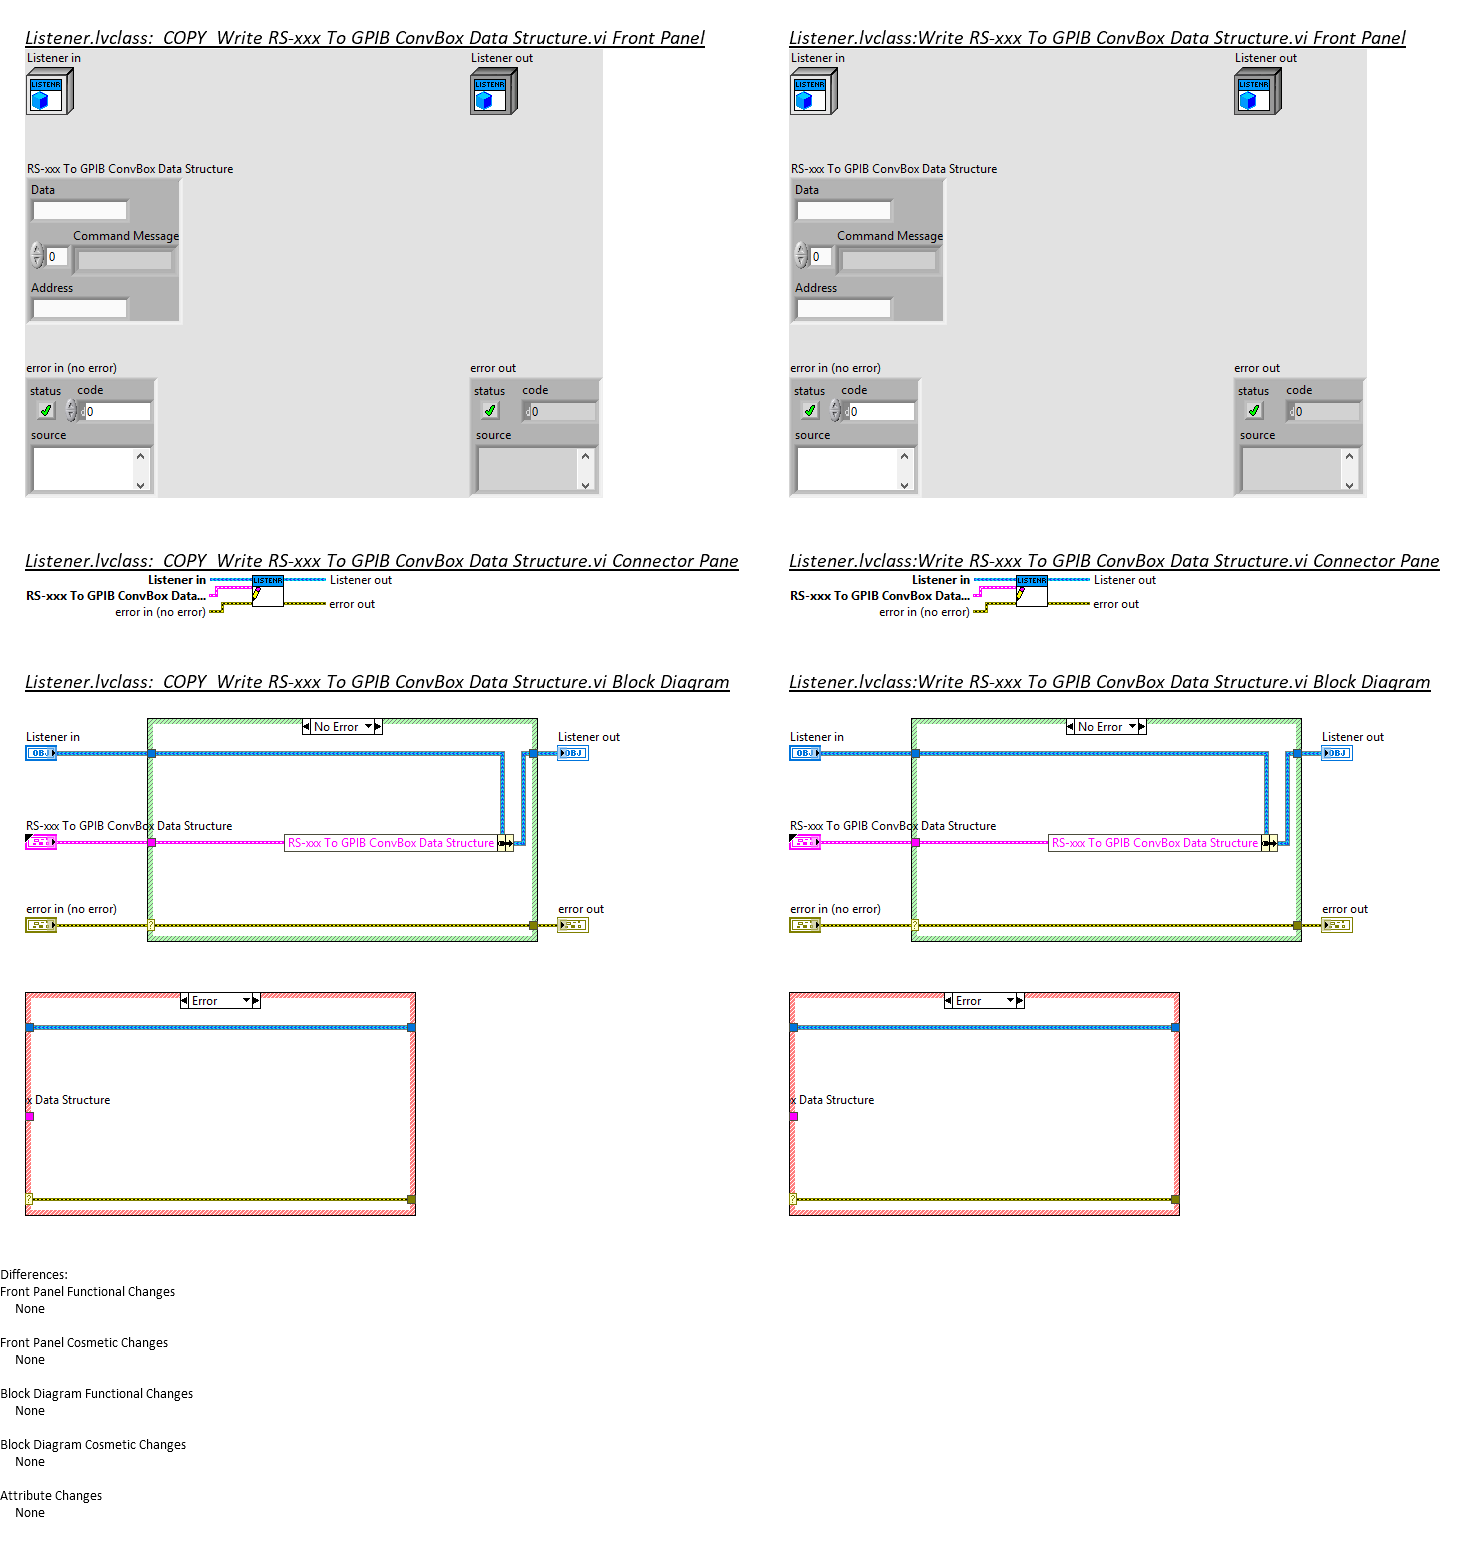 Listener.lvclass:_COPY_Write RS-xxx To GPIB ConvBox Data Structure.vi Front Panel
Listener in
LISTENR
Listener out
LISTENR
RS-xxx To GPIB ConvBox Data Structure
Data
Command Message
0
Address
error in (no error)
status code
d0
source
error out
status code
d0
source
Listener.lvclass:Write RS-xxx To GPIB ConvBox Data Structure.vi Front Panel
Listener in
LISTENR
Listener out
LISTENR
RS-xxx To GPIB ConvBox Data Structure
Data
Command Message
0
Address
error in (no error)
status code
d0
source
error out
status code
d0
source
Listener.lvclass:_COPY_Write RS-xxx To GPIB ConvBox Data Structure.vi Connector Pane
Listener in
LISTENR
Listener out
RS-xxx To GPIB ConvBox Data...
error in (no error)
error out
Listener.lvclass:Write RS-xxx To GPIB ConvBox Data Structure.vi Connector Pane
Listener in
LISTENR
Listener out
RS-xxx To GPIB ConvBox Data...
error in (no error)
error out
Listener.lvclass:_COPY_Write RS-xxx To GPIB ConvBox Data Structure.vi Block Diagram
No Error
Listener in
OBJ
Listener out
OBJ
RS-xxx To GPIB ConvBox Data Structure
RS-xxx To GPIB ConvBox Data Structure
error in (no error)
?
error out
Error
x Data Structure
?
Listener.lvclass:Write RS-xxx To GPIB ConvBox Data Structure.vi Block Diagram
No Error
Listener in
OBJ
Listener out
OBJ
RS-xxx To GPIB ConvBox Data Structure
RS-xxx To GPIB ConvBox Data Structure
error in (no error)
?
error out
Error
x Data Structure
?
Differences:
Front Panel Functional Changes
None
Front Panel Cosmetic Changes
None
Block Diagram Functional Changes
None
Block Diagram Cosmetic Changes
None
Attribute Changes
None